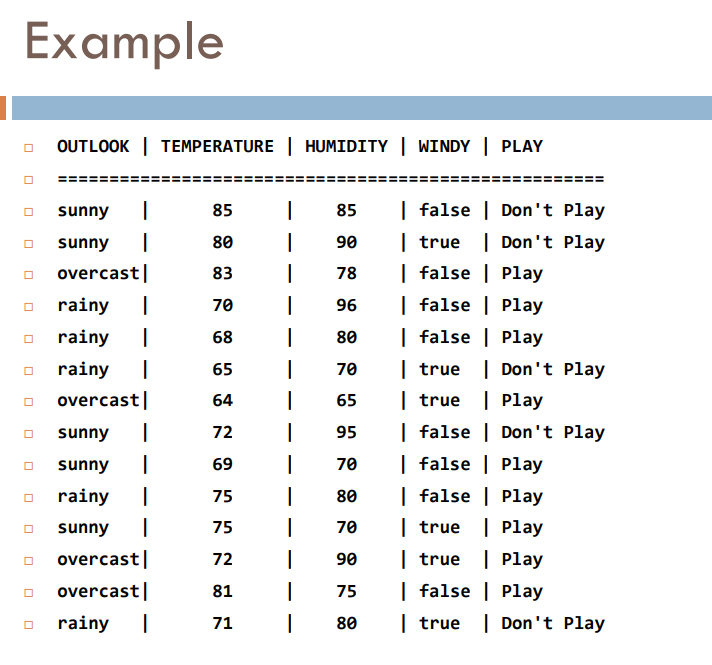 Example
OUTLOOK | TEMPERATURE | HUMIDITY | WINDY | PLAY
=====================================================
sunny   |      85     |    85    | false | Don't Play
sunny   |      80     |    90    | true  | Don't Play
overcast|      83     |    78    | false | Play
rainy   |      70     |    96    | false | Play
rainy   |      68     |    80    | false | Play
rainy   |      65     |    70    | true  | Don't Play
overcast|      64     |    65    | true  | Play
sunny   |      72     |    95    | false | Don't Play
sunny   |      69     |    70    | false | Play
rainy   |      75     |    80    | false | Play
sunny   |      75     |    70    | true  | Play
overcast|      72     |    90    | true  | Play
overcast|      81     |    75    | false | Play
rainy   |      71     |    80    | true  | Don't Play